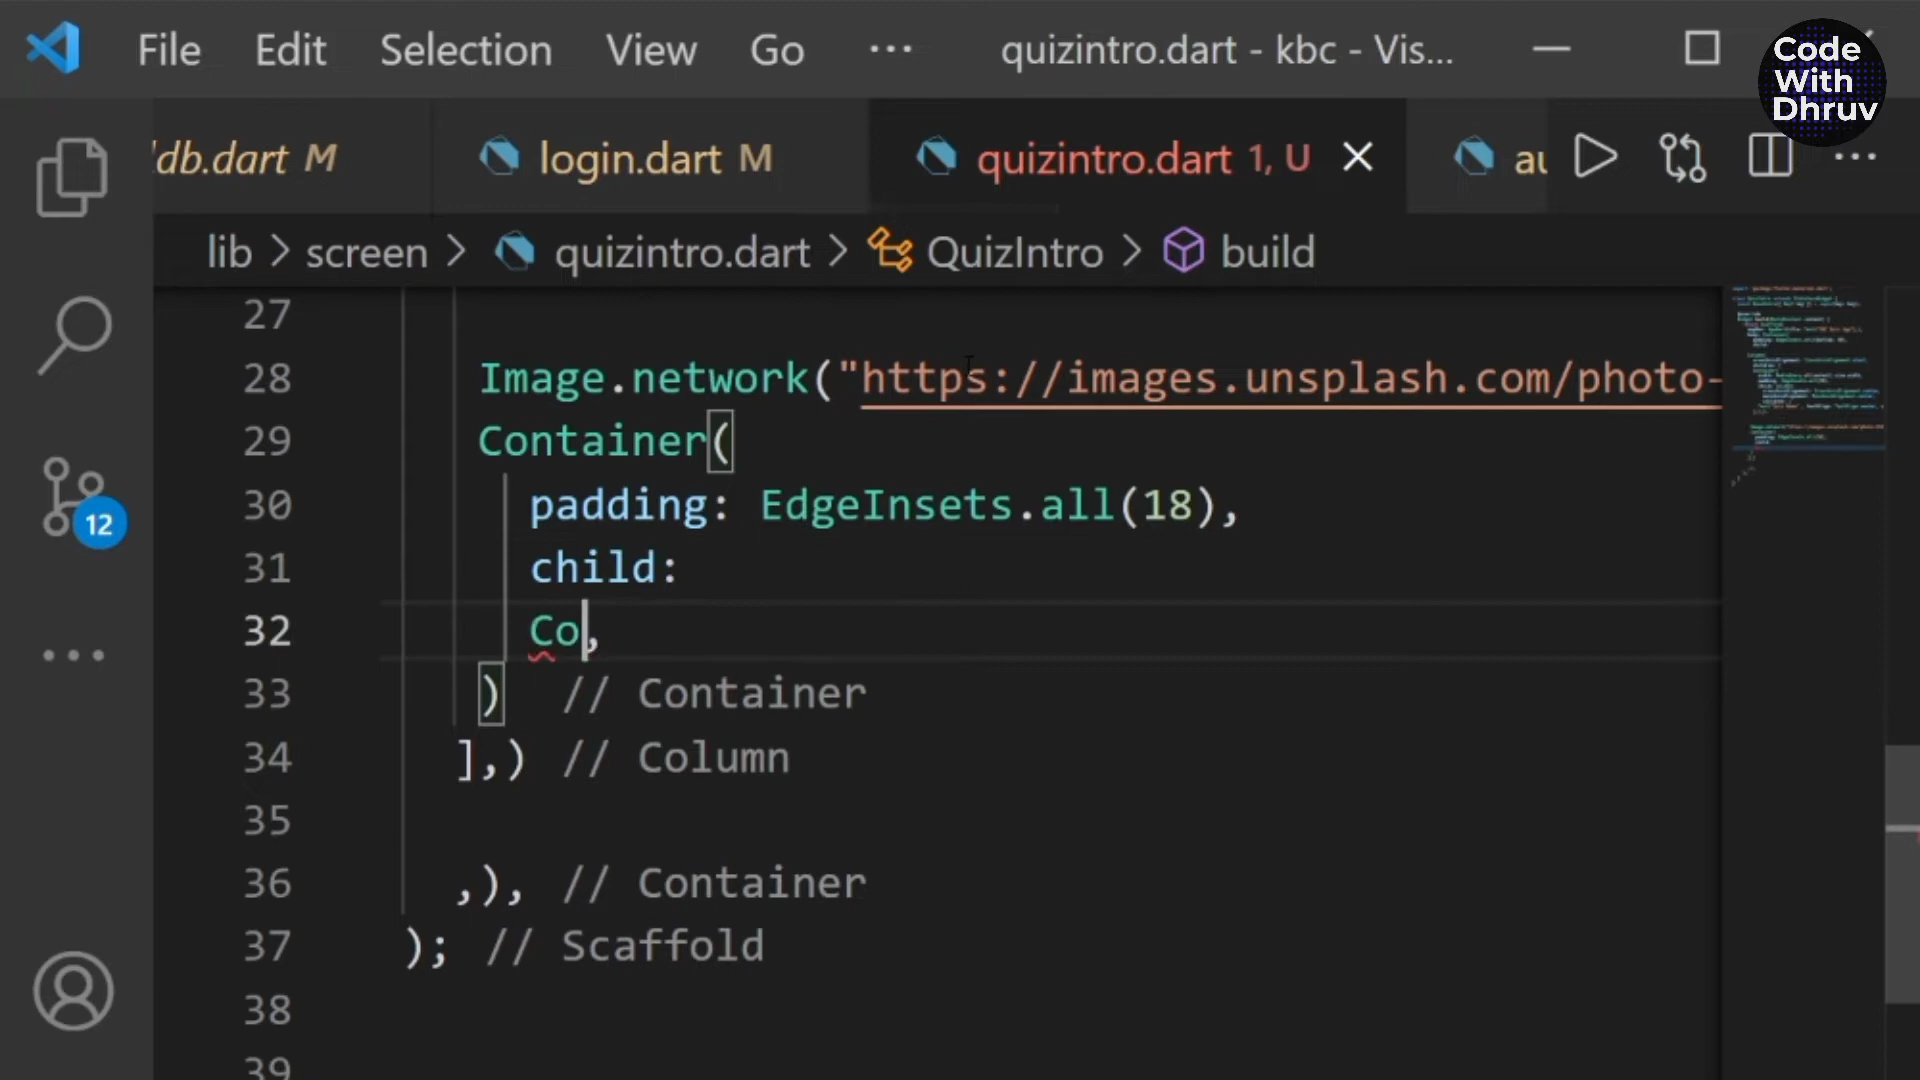 File Edit Selection View Go ··· quizintro.dart - kbc - Vis...
Code
With
Dhruv
db.dart M login.dart M quizintro.dart 1, U au
lib > screen > quizintro.dart > QuizIntro > build
27
28 Image.network("https://images.unsplash.com/photo-
29 Container(
30 padding: EdgeInsets.all(18),
31 child:
32 Co,
33 ) // Container
34 ],) // Column
35
36 ,), // Container
37 ); // Scaffold
38
39
12